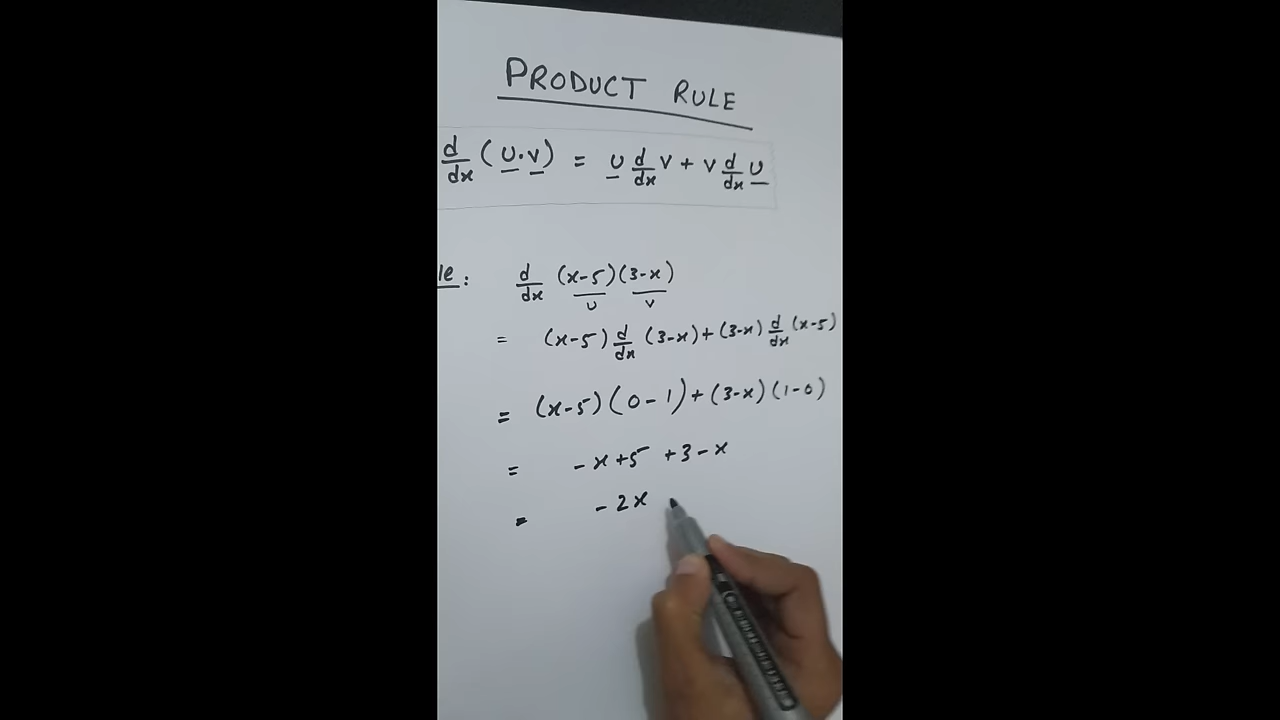 PRODUCT RULE
d/dx (U·V) = U d/dx V + V d/dx U
le: d/dx (x-5)(3-x)
U V
= (x-5) d/dx (3-x) + (3-x) d/dx (x-5)
= (x-5)(0-1) + (3-x)(1-0)
= -x+5 +3-x
= -2x